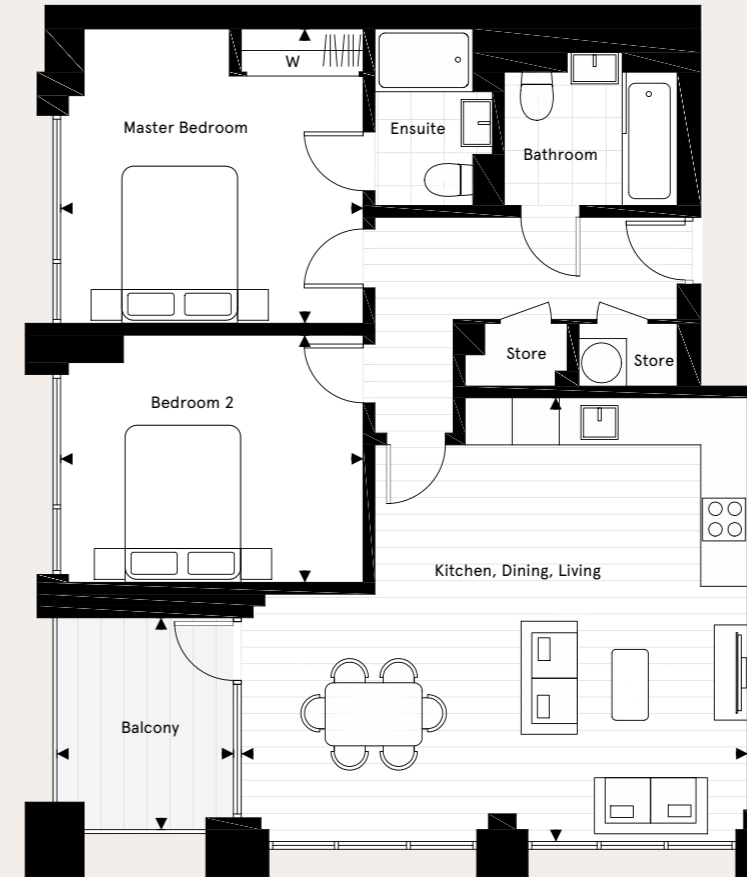 W
Master Bedroom
Ensuite
Bathroom
Store
Store
Bedroom 2
Kitchen, Dining, Living
Balcony